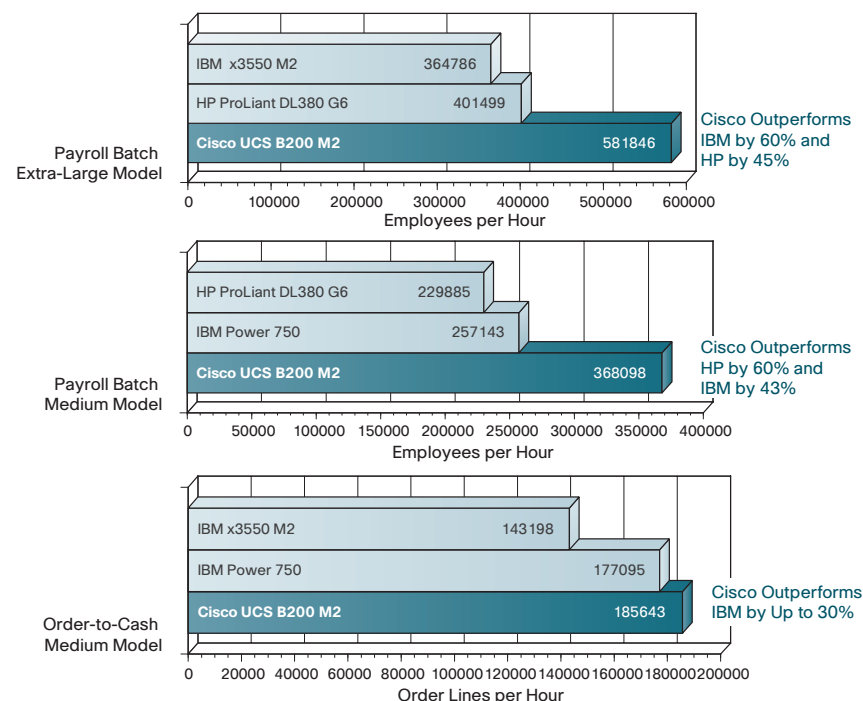 IBM x3550 M2 364786
HP ProLiant DL380 G6 401499
Cisco UCS B200 M2 581846
Payroll Batch
Extra-Large Model
Cisco Outperforms
IBM by 60% and
HP by 45%
0 100000 200000 300000 400000 500000 600000
Employees per Hour
HP ProLiant DL380 G6 229885
IBM Power 750 257143
Cisco UCS B200 M2 368098
Payroll Batch
Medium Model
Cisco Outperforms
HP by 60% and
IBM by 43%
0 50000 100000 150000 200000 250000 300000 350000 400000
Employees per Hour
IBM x3550 M2 143198
IBM Power 750 177095
Cisco UCS B200 M2 185643
Order-to-Cash
Medium Model
Cisco Outperforms
IBM by Up to 30%
0 20000 40000 60000 80000 100000 120000 140000 160000 180000 200000
Order Lines per Hour